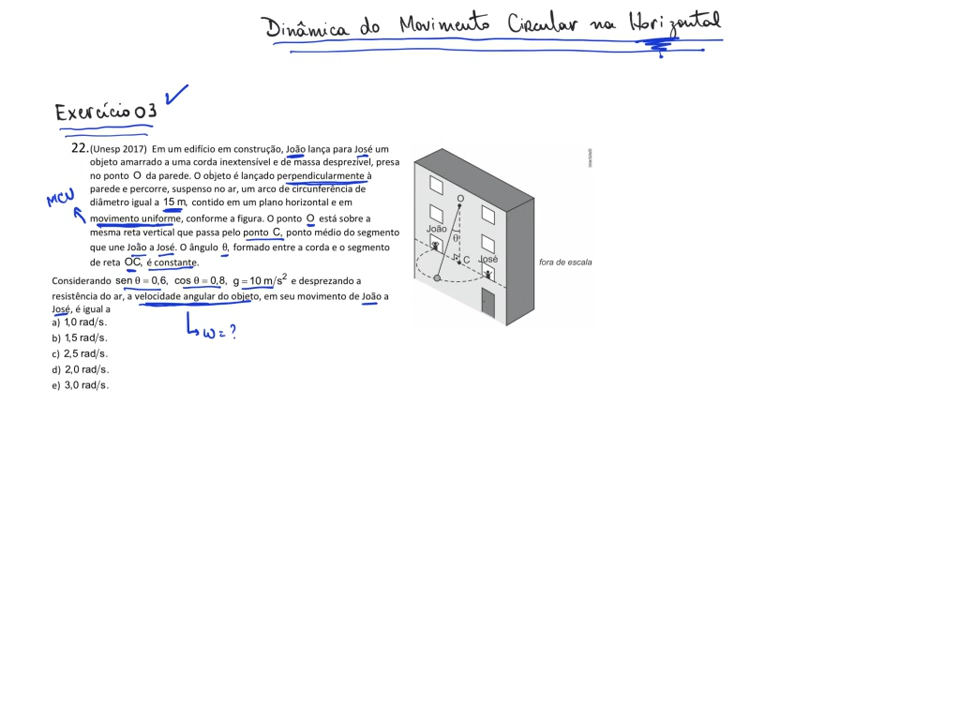 Dinâmica do Movimento Circular na Horizontal
Exercício 03
22.(Unesp 2017) Em um edifício em construção, João lança para José um
objeto amarrado a uma corda inextensível e de massa desprezível, presa
no ponto O da parede. O objeto é lançado perpendicularmente à
parede e percorre, suspenso no ar, um arco de circunferência de
diâmetro igual a 15 m, contido em um plano horizontal e em
movimento uniforme, conforme a figura. O ponto O está sobre a
mesma reta vertical que passa pelo ponto C, ponto médio do segmento
que une João a José. O ângulo θ, formado entre a corda e o segmento
de reta OC, é constante.
MCU
Considerando sen θ = 0,6, cos θ = 0,8, g = 10 m/s² e desprezando a
resistência do ar, a velocidade angular do objeto, em seu movimento de João a
José, é igual a
a) 1,0 rad/s.
b) 1,5 rad/s.
c) 2,5 rad/s.
d) 2,0 rad/s.
e) 3,0 rad/s.
ω = ?
O
João
θ
C
José
fora de escala